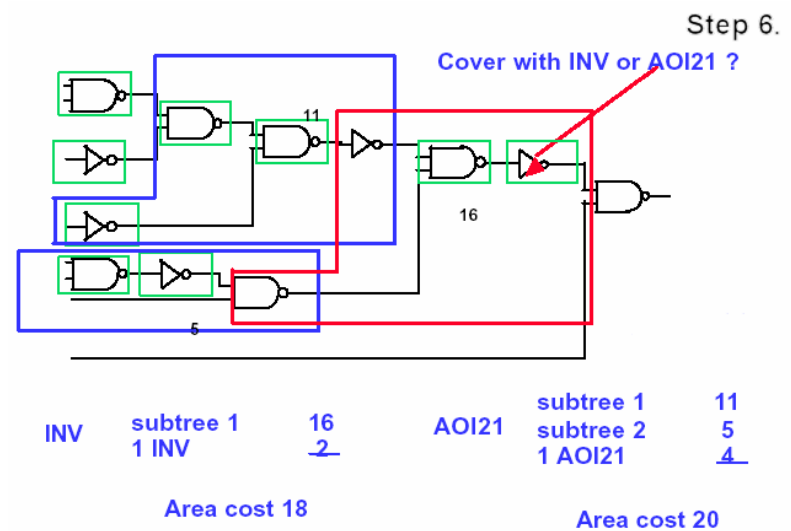 Step 6.
Cover with INV or AOI21 ?
11
16
5
INV
subtree 1 16
1 INV 2
Area cost 18
AOI21
subtree 1 11
subtree 2 5
1 AOI21 4
Area cost 20